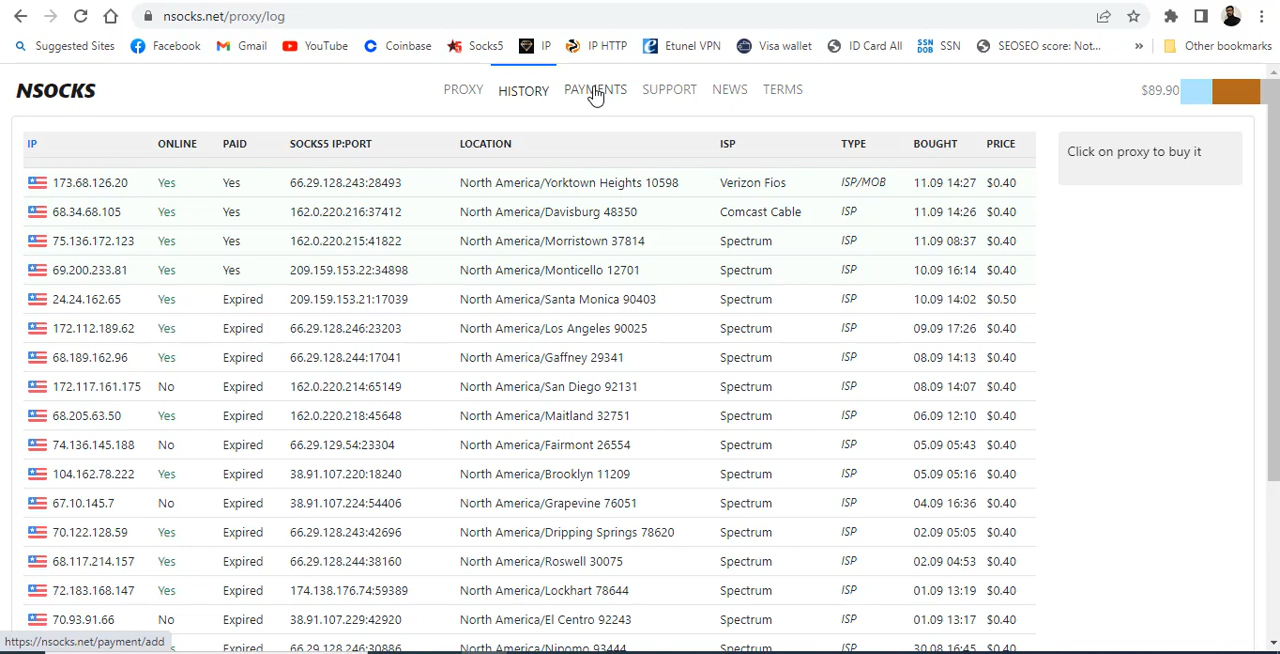 nsocks.net/proxy/log
Suggested Sites Facebook Gmail YouTube Coinbase Socks5 IP IP HTTP Etunel VPN Visa wallet ID Card All SSN DOB SSN SEOSEO score: Not... » Other bookmarks
NSOCKS PROXY HISTORY PAYMENTS SUPPORT NEWS TERMS $89.90
IP ONLINE PAID SOCKS5 IP:PORT LOCATION ISP TYPE BOUGHT PRICE
Click on proxy to buy it
173.68.126.20 Yes Yes 66.29.128.243:28493 North America/Yorktown Heights 10598 Verizon Fios ISP/MOB 11.09 14:27 $0.40
68.34.68.105 Yes Yes 162.0.220.216:37412 North America/Davisburg 48350 Comcast Cable ISP 11.09 14:26 $0.40
75.136.172.123 Yes Yes 162.0.220.215:41822 North America/Morristown 37814 Spectrum ISP 11.09 08:37 $0.40
69.200.233.81 Yes Yes 209.159.153.22:34898 North America/Monticello 12701 Spectrum ISP 10.09 16:14 $0.40
24.24.162.65 Yes Expired 209.159.153.21:17039 North America/Santa Monica 90403 Spectrum ISP 10.09 14:02 $0.50
172.112.189.62 Yes Expired 66.29.128.246:23203 North America/Los Angeles 90025 Spectrum ISP 09.09 17:26 $0.40
68.189.162.96 Yes Expired 66.29.128.244:17041 North America/Gaffney 29341 Spectrum ISP 08.09 14:13 $0.40
172.117.161.175 No Expired 162.0.220.214:65149 North America/San Diego 92131 Spectrum ISP 08.09 14:07 $0.40
68.205.63.50 Yes Expired 162.0.220.218:45648 North America/Maitland 32751 Spectrum ISP 06.09 12:10 $0.40
74.136.145.188 No Expired 66.29.129.54:23304 North America/Fairmont 26554 Spectrum ISP 05.09 05:43 $0.40
104.162.78.222 Yes Expired 38.91.107.220:18240 North America/Brooklyn 11209 Spectrum ISP 05.09 05:16 $0.40
67.10.145.7 No Expired 38.91.107.224:54406 North America/Grapevine 76051 Spectrum ISP 04.09 16:36 $0.40
70.122.128.59 Yes Expired 66.29.128.243:42696 North America/Dripping Springs 78620 Spectrum ISP 02.09 05:05 $0.40
68.117.214.157 Yes Expired 66.29.128.244:38160 North America/Roswell 30075 Spectrum ISP 02.09 04:53 $0.40
72.183.168.147 Yes Expired 174.138.176.74:59389 North America/Lockhart 78644 Spectrum ISP 01.09 13:19 $0.40
70.93.91.66 No Expired 38.91.107.229:42920 North America/El Centro 92243 Spectrum ISP 01.09 13:17 $0.40
Expired 66.29.128.246:30886 North America/Nipomo 93444 Spectrum ISP 30.08 16:45 $0.40
https://nsocks.net/payment/add